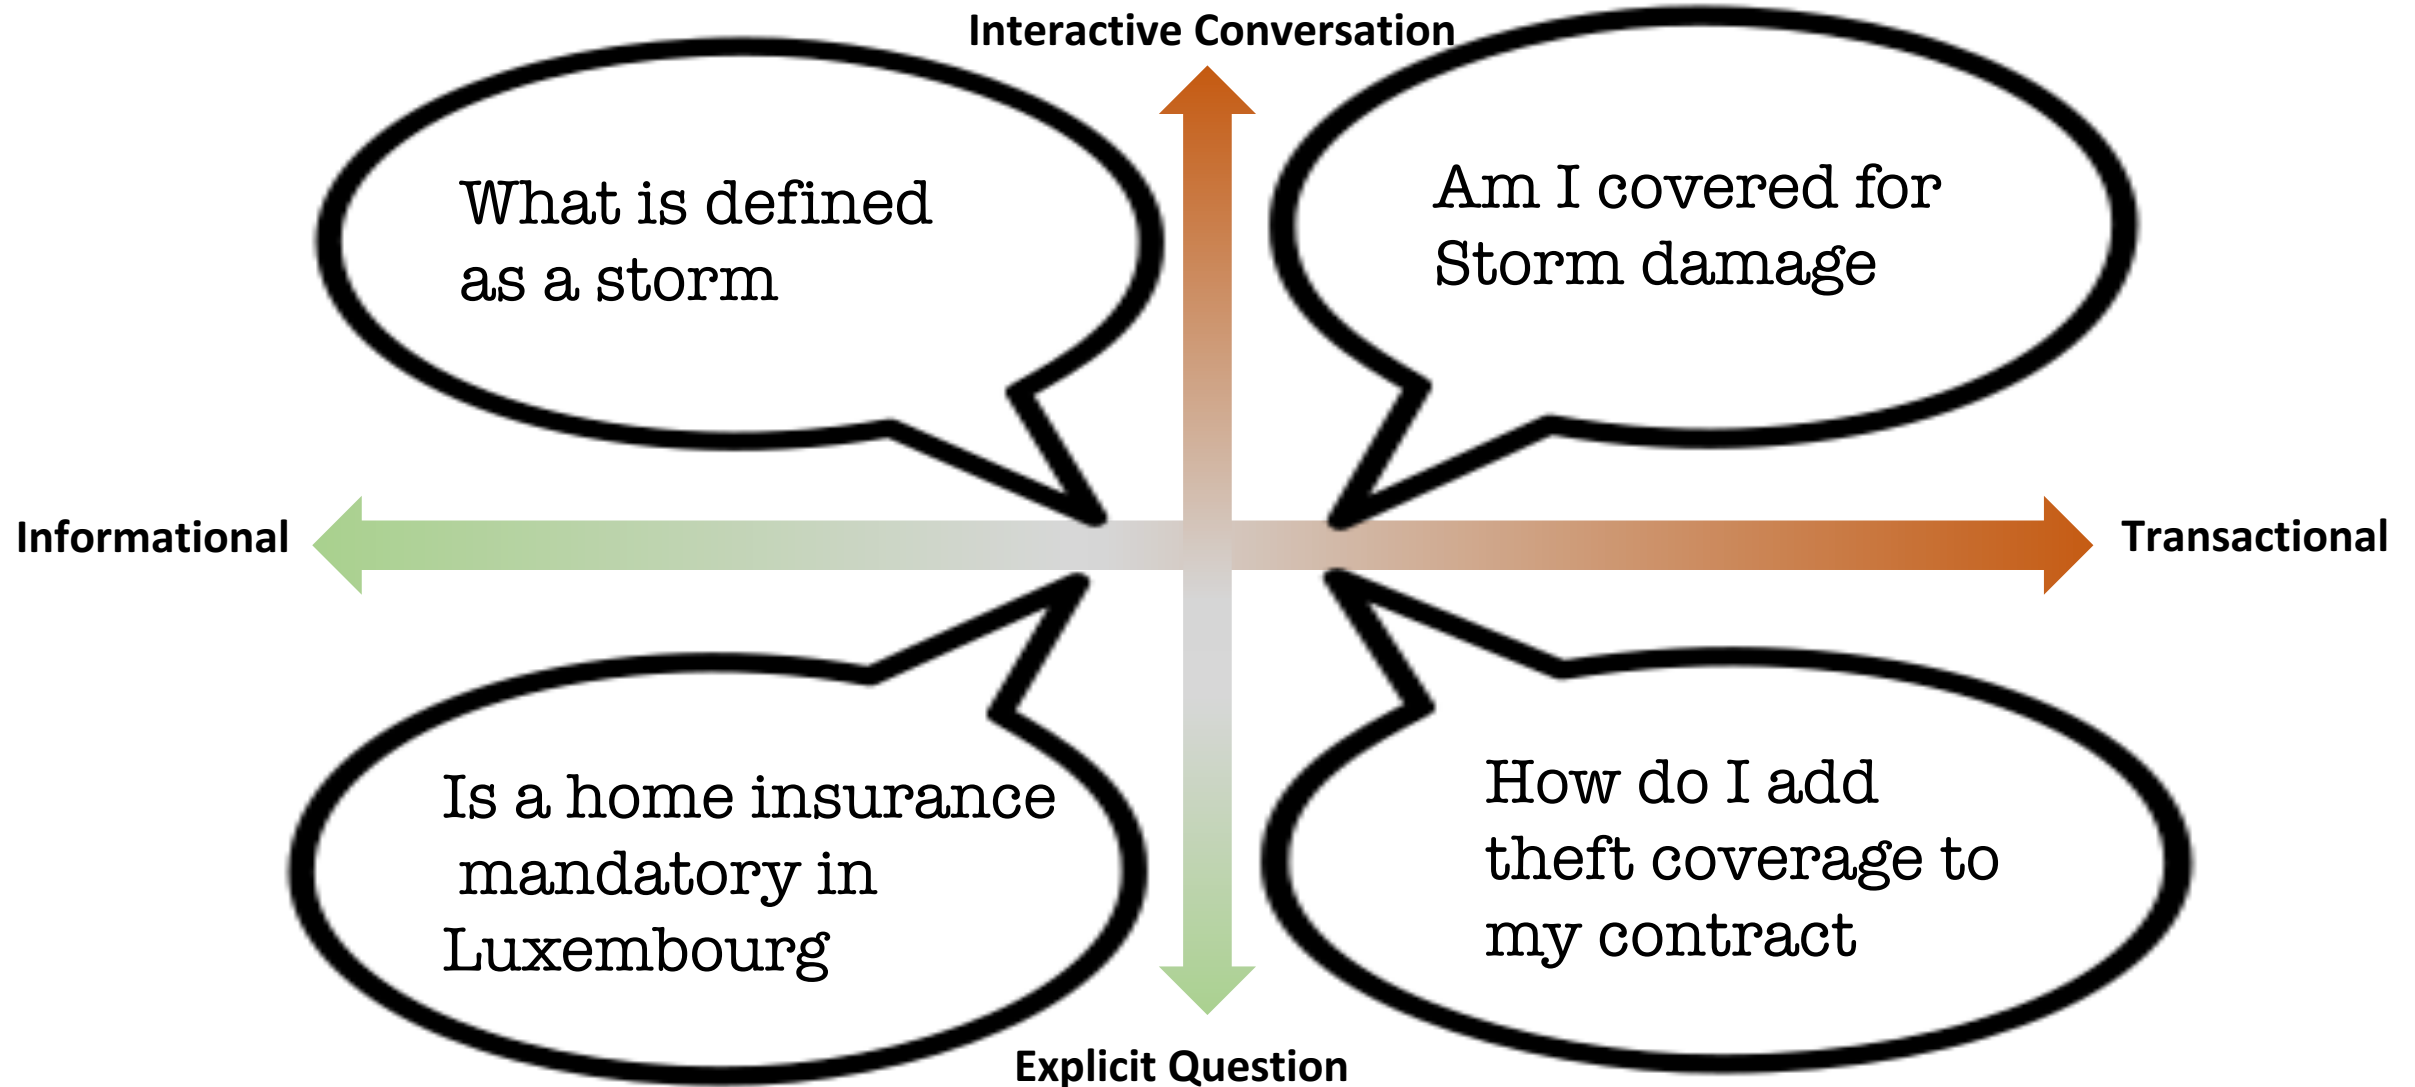 Interactive Conversation
What is defined
as a storm
Am I covered for
Storm damage
Informational
Transactional
Is a home insurance
mandatory in
Luxembourg
How do I add
theft coverage to
my contract
Explicit Question